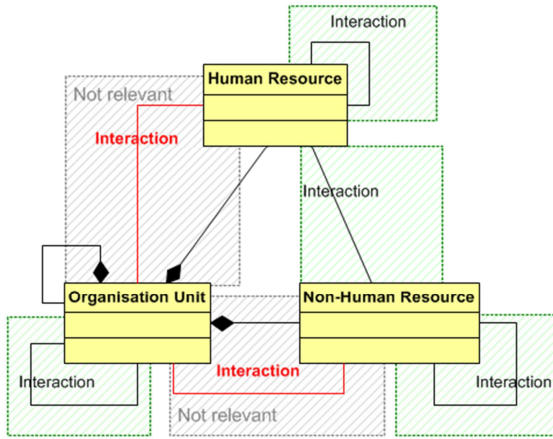 Interaction
Human Resource
Not relevant
Interaction
Interaction
Organisation Unit
Non-Human Resource
Interaction
Interaction
Interaction
Not relevant